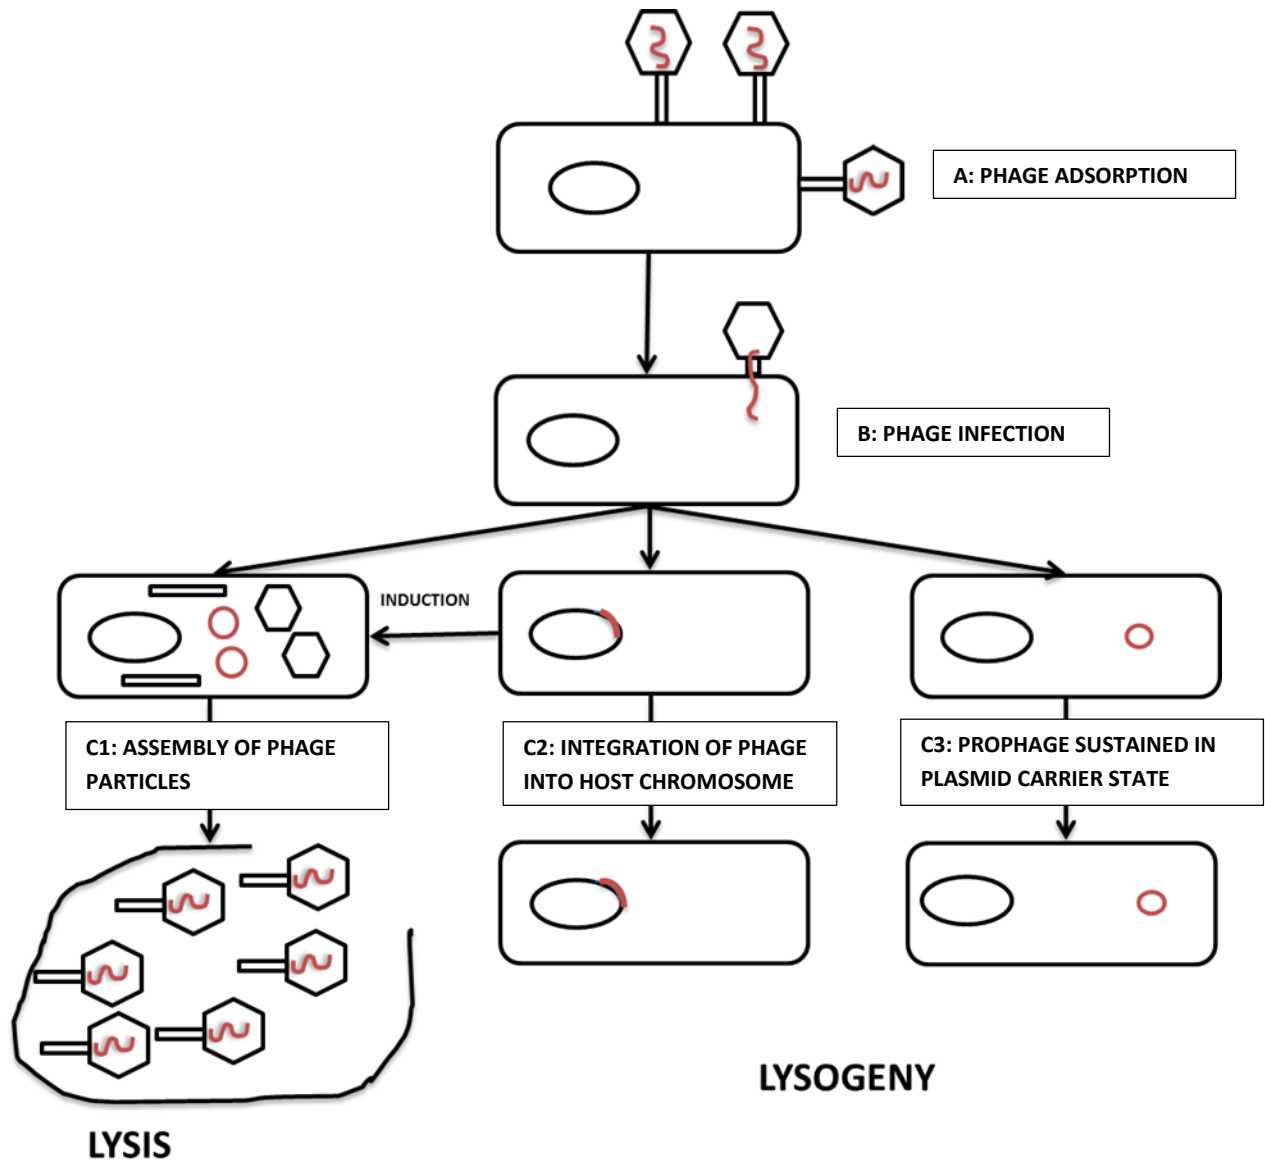 A: PHAGE ADSORPTION
B: PHAGE INFECTION
INDUCTION
C1: ASSEMBLY OF PHAGE
PARTICLES
C2: INTEGRATION OF PHAGE
INTO HOST CHROMOSOME
C3: PROPHAGE SUSTAINED IN
PLASMID CARRIER STATE
LYSOGENY
LYSIS